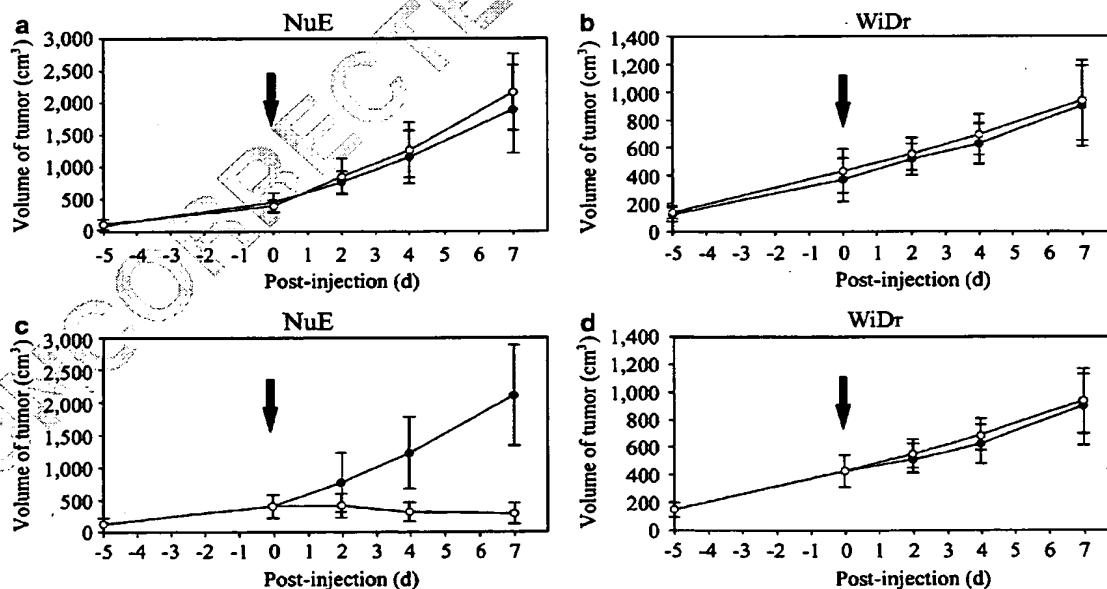 a
NuE
3,000
2,500
2,000
1,500
1,000
500
0
Volume of tumor (cm³)
-5 -4 -3 -2 -1 0 1 2 3 4 5 6 7
Post-injection (d)
b
WiDr
1,400
1,200
1,000
800
600
400
200
0
Volume of tumor (cm³)
-5 -4 -3 -2 -1 0 1 2 3 4 5 6 7
Post-injection (d)
c
NuE
3,000
2,500
2,000
1,500
1,000
500
0
Volume of tumor (cm³)
-5 -4 -3 -2 -1 0 1 2 3 4 5 6 7
Post-injection (d)
d
WiDr
1,400
1,200
1,000
800
600
400
200
0
Volume of tumor (cm³)
-5 -4 -3 -2 -1 0 1 2 3 4 5 6 7
Post-injection (d)